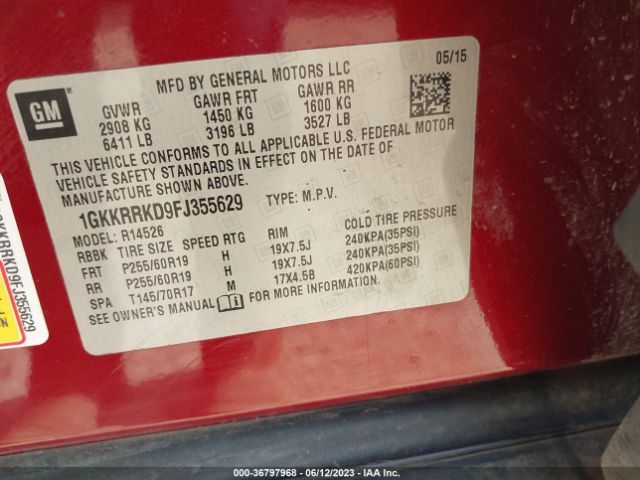 MFD BY GENERAL MOTORS LLC
05/15
GM
GVWR GAWR FRT GAWR RR
2908 KG 1450 KG 1600 KG
6411 LB 3196 LB 3527 LB
THIS VEHICLE CONFORMS TO ALL APPLICABLE U.S. FEDERAL MOTOR
VEHICLE SAFETY STANDARDS IN EFFECT ON THE DATE OF
MANUFACTURE SHOWN ABOVE.
1GKKRRKD9FJ355629 TYPE: M.P.V.
MODEL: R14526
RBBK TIRE SIZE SPEED RTG RIM COLD TIRE PRESSURE
FRT P255/60R19 H 19X7.5J 240KPA(35PSI)
RR P255/60R19 H 19X7.5J 240KPA(35PSI)
SPA T145/70R17 M 17X4.5B 420KPA(60PSI)
SEE OWNER'S MANUAL FOR MORE INFORMATION.
1GKKRRKD9FJ355629
000-36797968 - 06/12/2023 - IAA Inc.